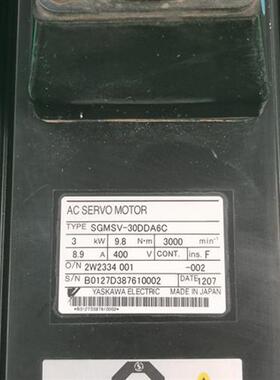 AC SERVO MOTOR
TYPE SGMSV-30DDA6C
3 kW 9.8 N·m 3000 min⁻¹
8.9 A 400 V CONT. ins. F
O/N 2W2334 001 -002
S/N B0127D387610002 DATE 1207
YASKAWA ELECTRIC MADE IN JAPAN
*B0127D387610002*